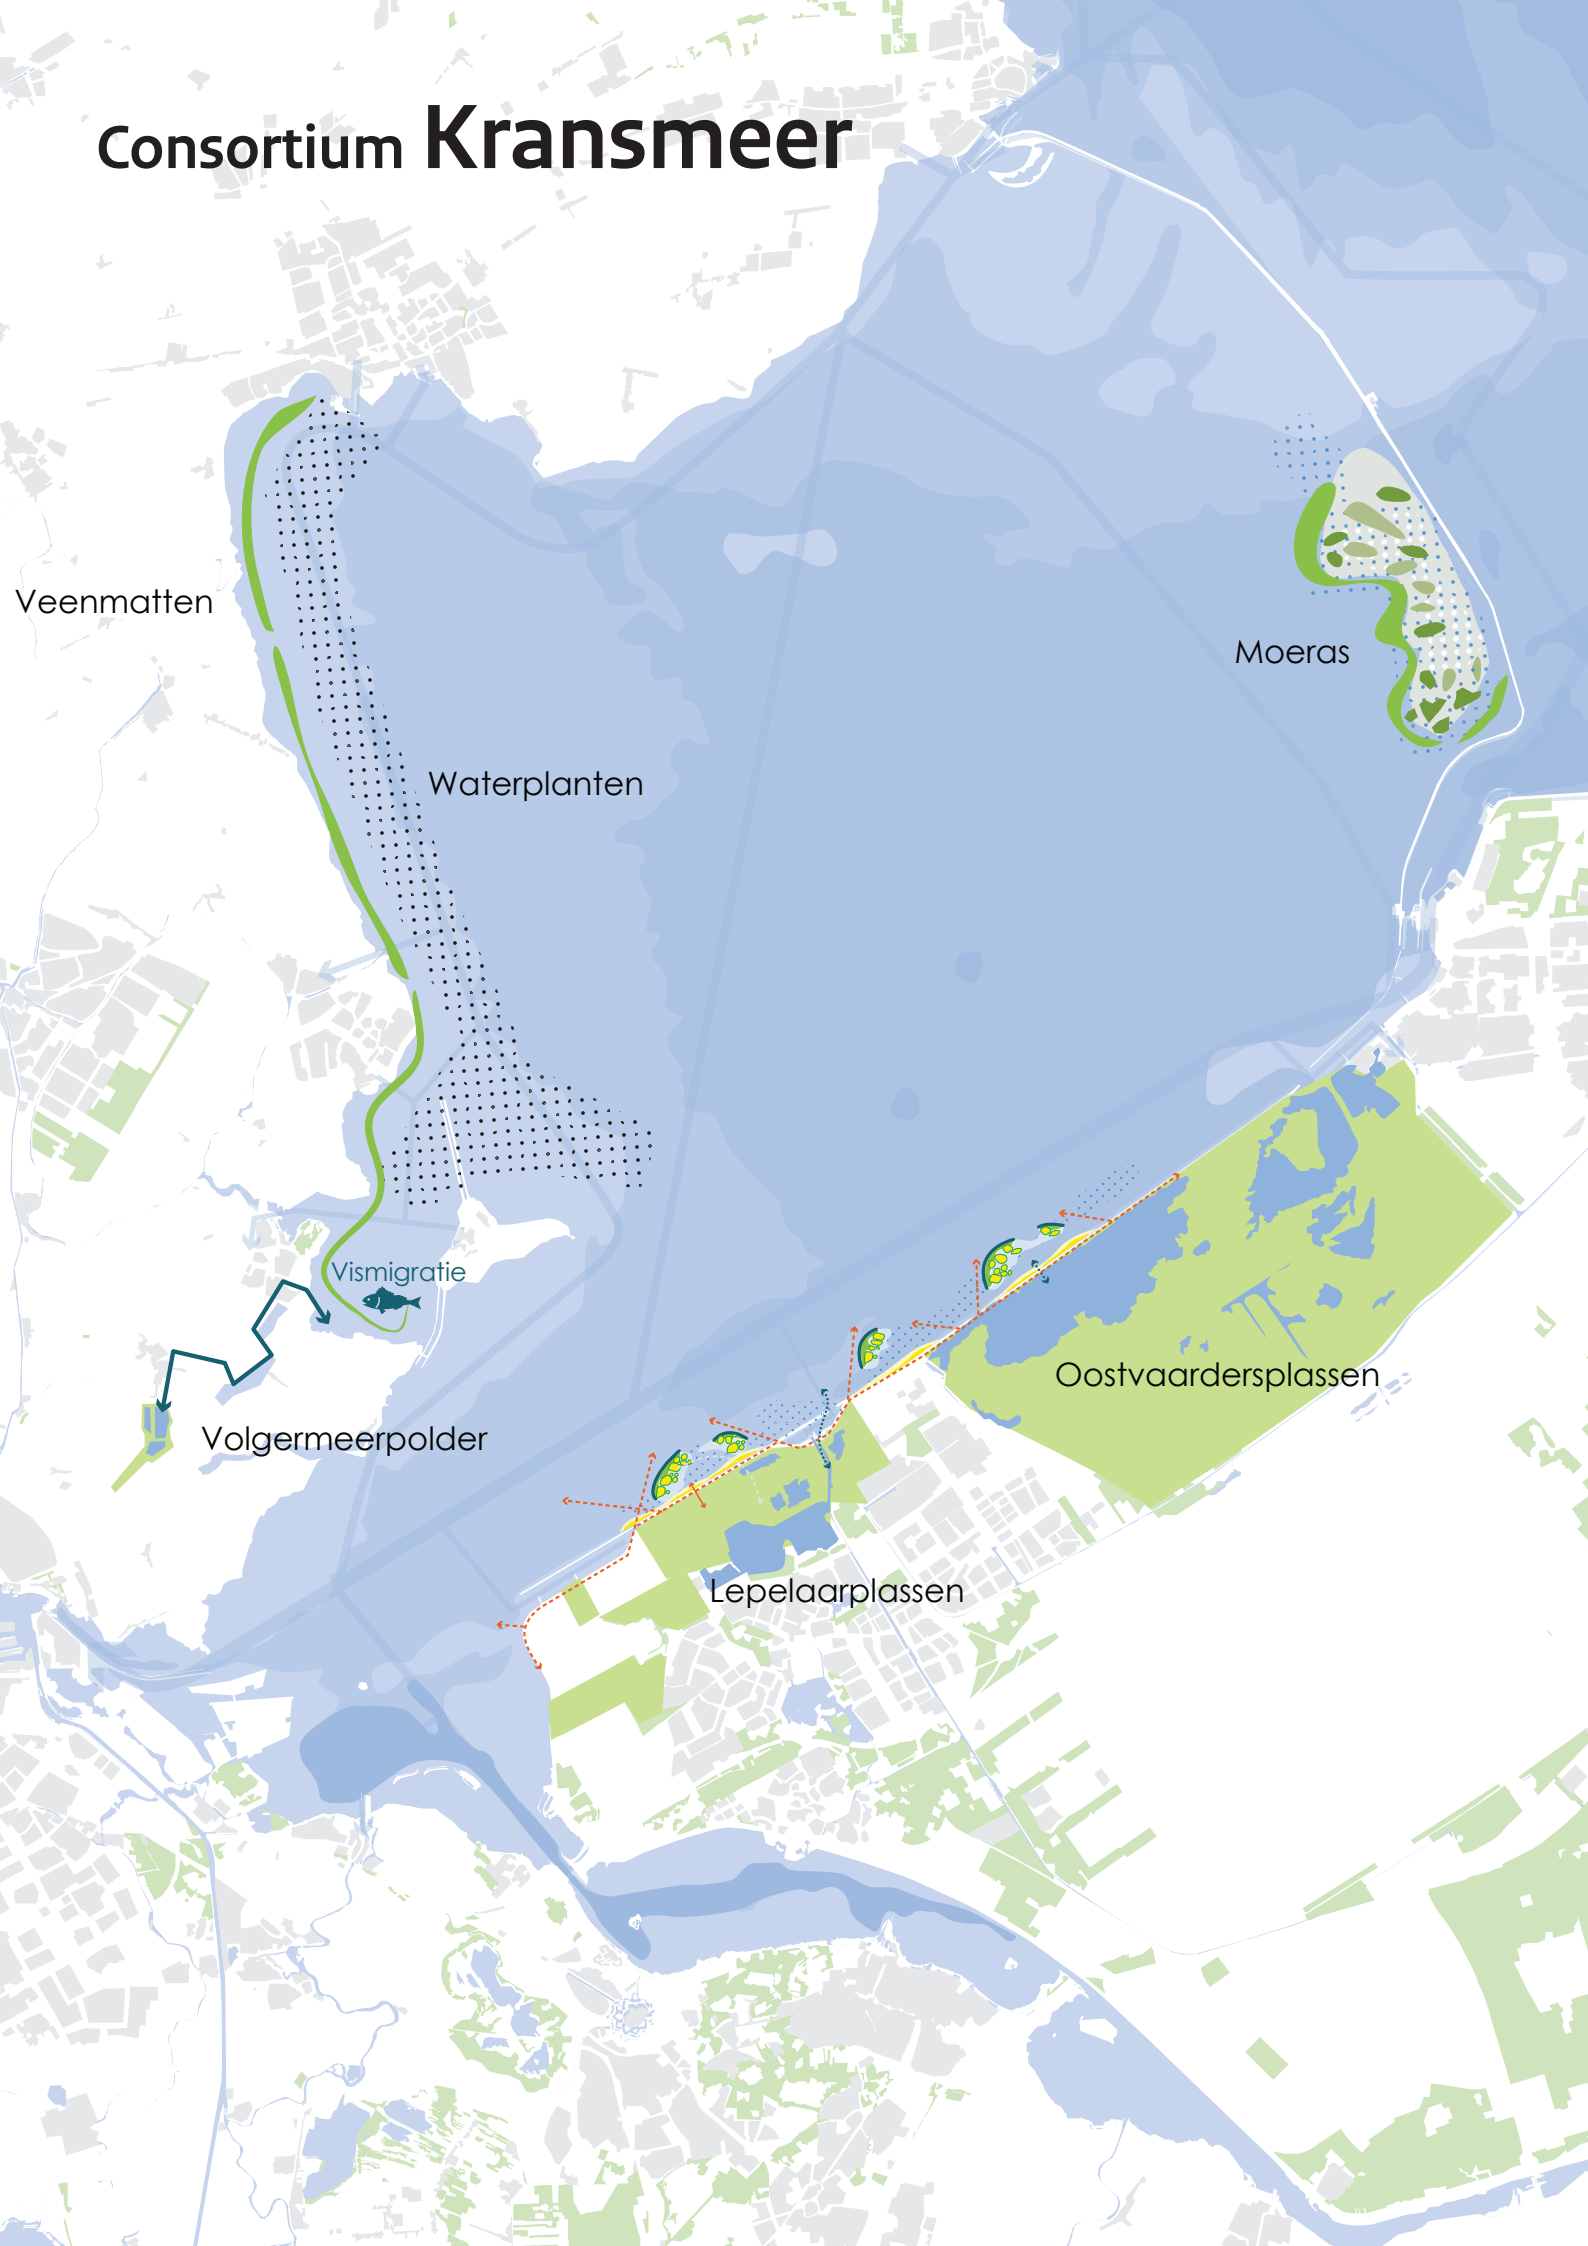 Consortium Kransmeer
Veenmatten
Moeras
Waterplanten
Vismigratie
Oostvaardersplassen
Volgermeerpolder
Lepelaarplassen